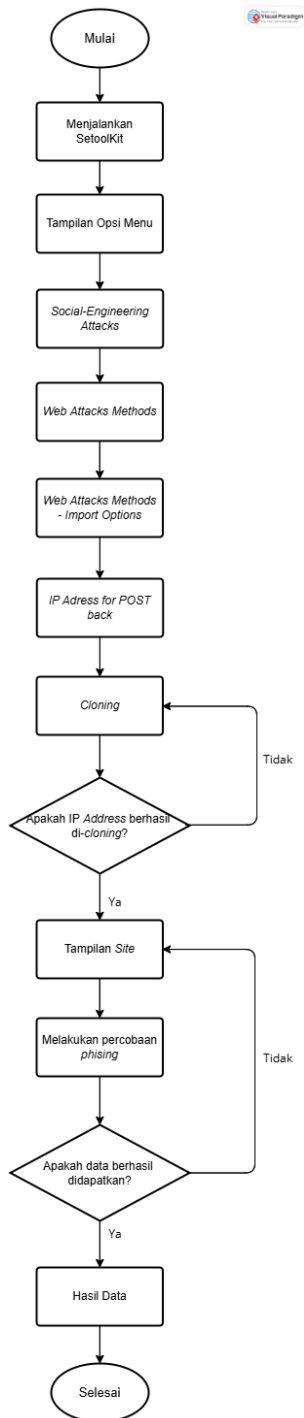 Visual Paradigm
Mulai
Menjalankan
SetoolKit
Tampilan Opsi Menu
Social-Engineering
Attacks
Web Attacks Methods
Web Attacks Methods
- Import Options
IP Adress for POST
back
Cloning
Tidak
Apakah IP Address berhasil
di-cloning?
Ya
Tampilan Site
Melakukan percobaan
phising
Tidak
Apakah data berhasil
didapatkan?
Ya
Hasil Data
Selesai